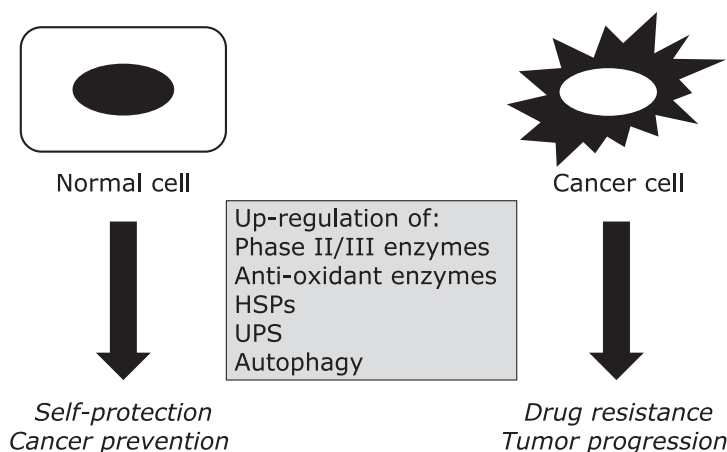 Normal cell
Cancer cell
Up-regulation of:
Phase II/III enzymes
Anti-oxidant enzymes
HSPs
UPS
Autophagy
Self-protection
Cancer prevention
Drug resistance
Tumor progression